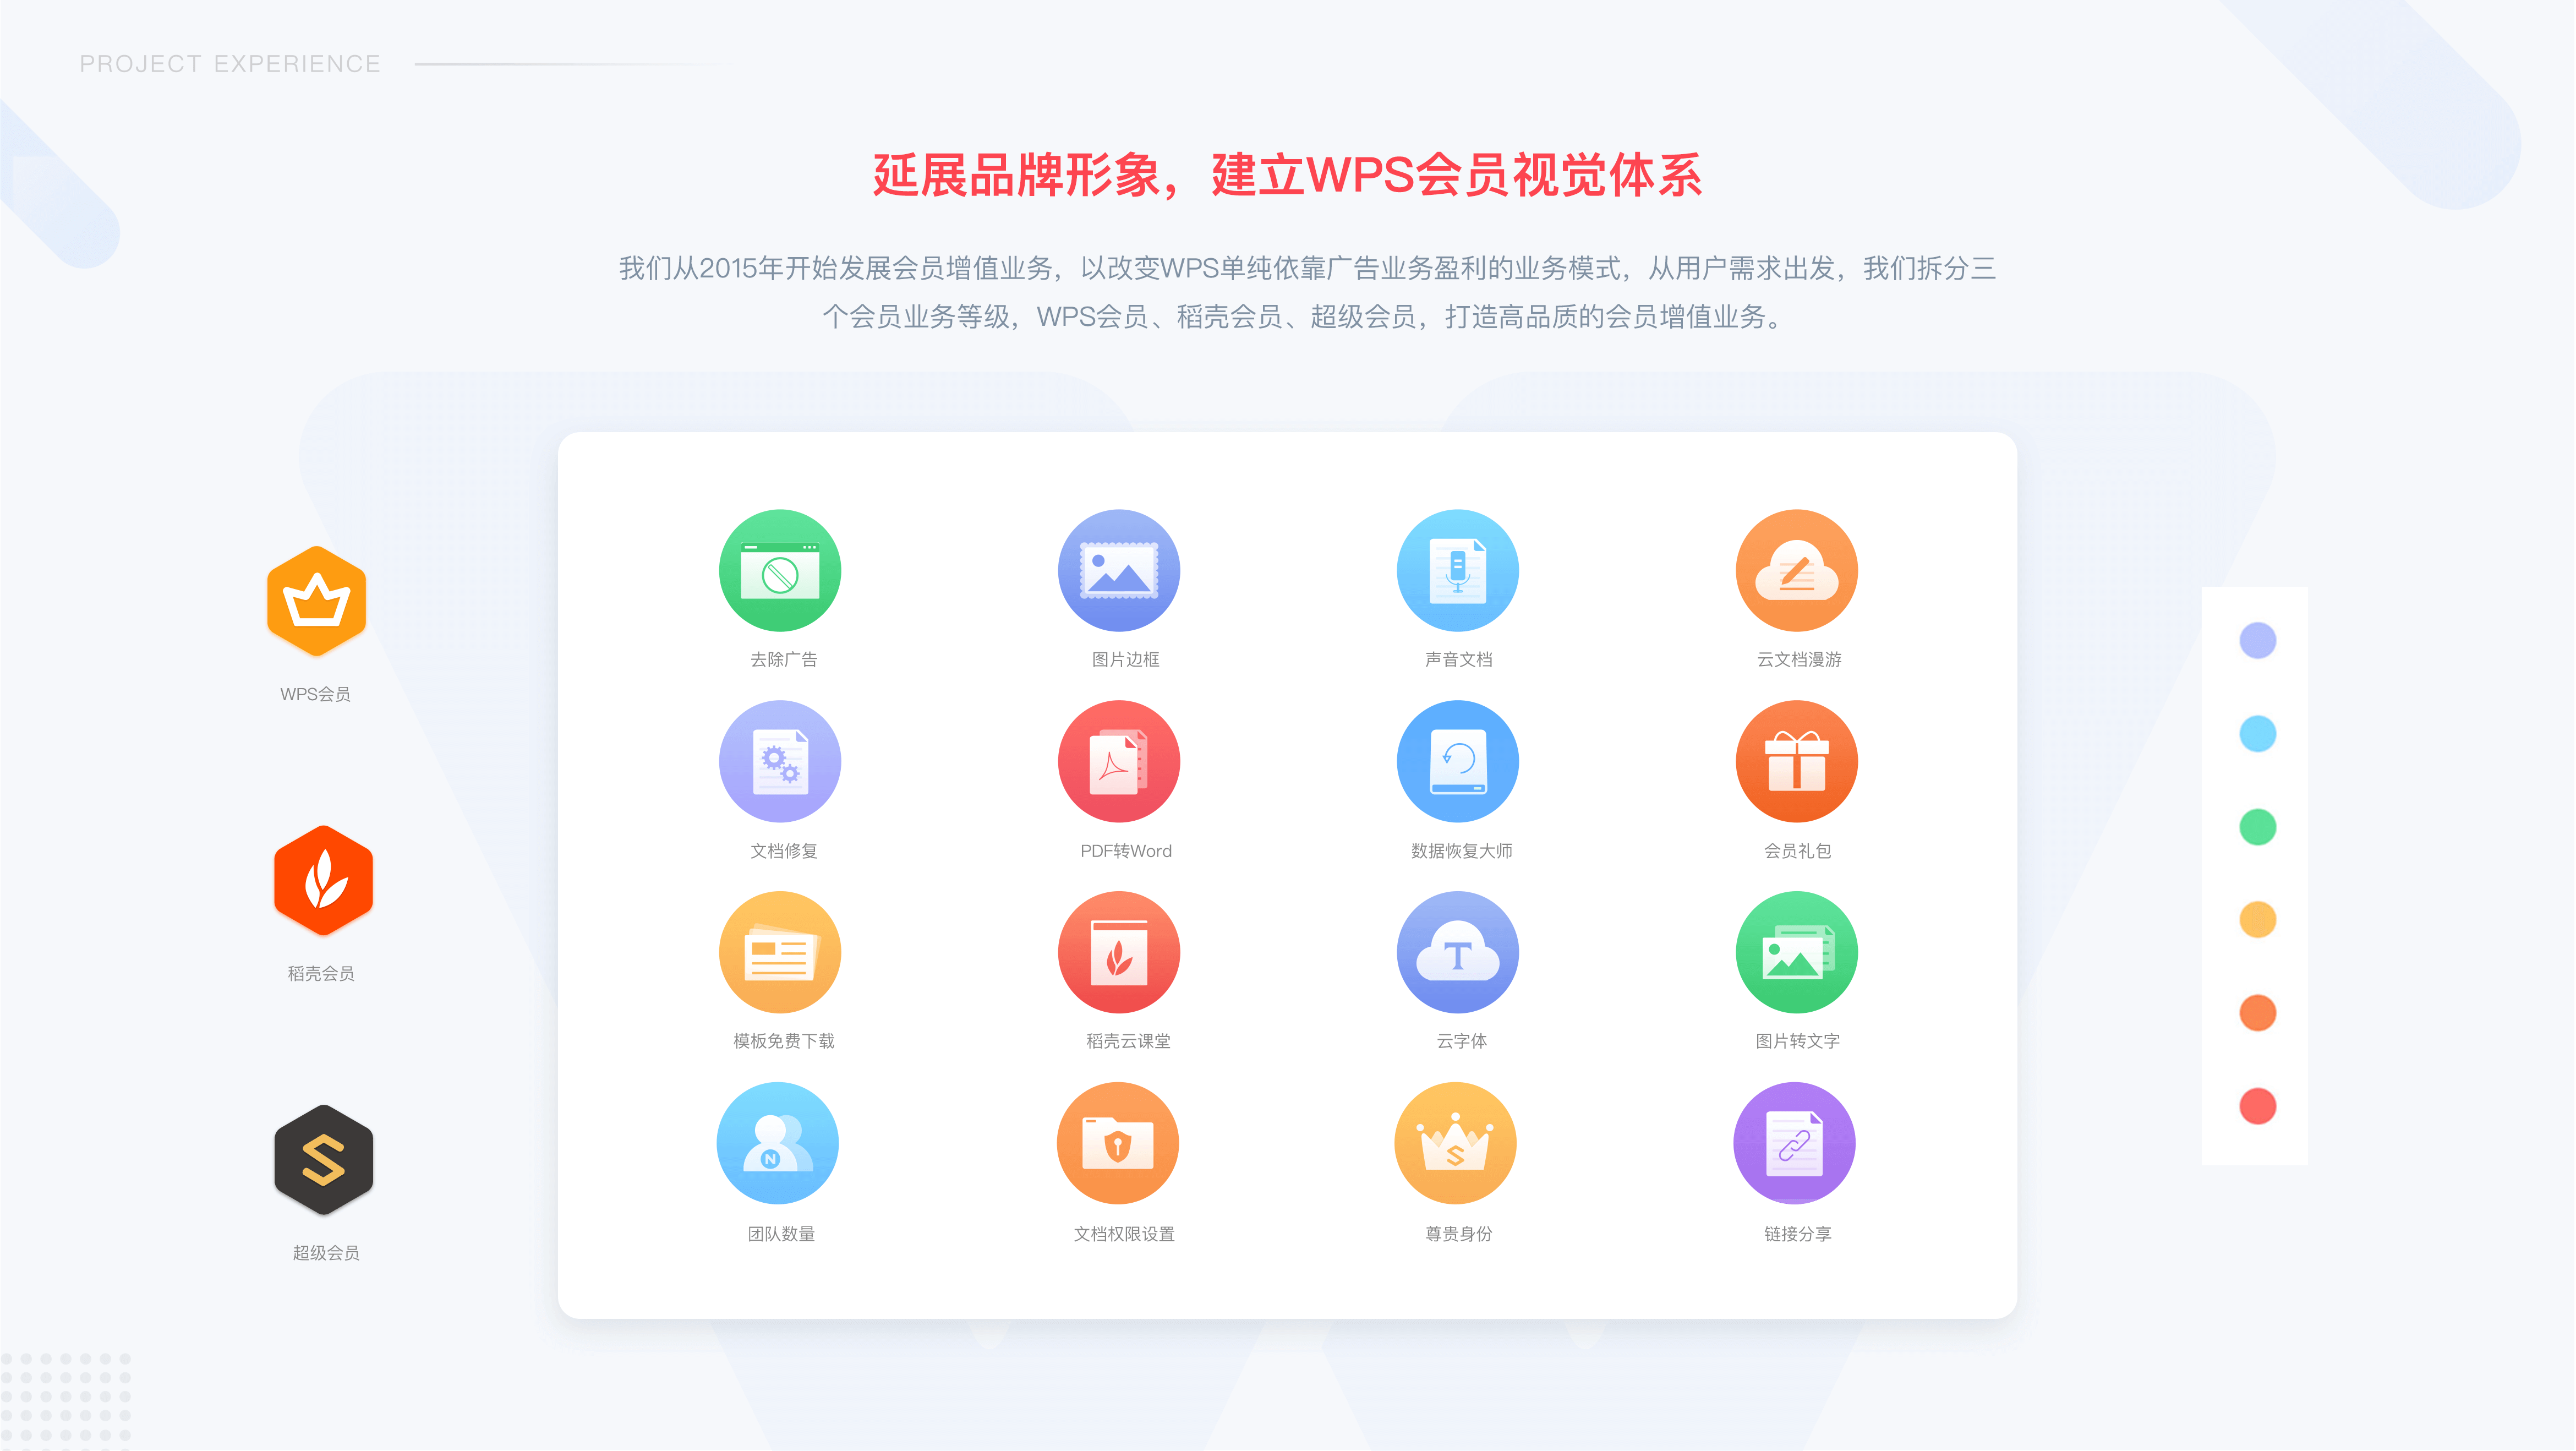 PROJECT EXPERIENCE
延展品牌形象，建立WPS会员视觉体系
我们从2015年开始发展会员增值业务，以改变WPS单纯依靠广告业务盈利的业务模式，从用户需求出发，我们拆分三
个会员业务等级，WPS会员、稻壳会员、超级会员，打造高品质的会员增值业务。
WPS会员
稻壳会员
S
超级会员
去除广告
图片边框
声音文档
云文档漫游
文档修复
PDF转Word
数据恢复大师
会员礼包
模板免费下载
稻壳云课堂
T
云字体
图片转文字
N
团队数量
文档权限设置
S
尊贵身份
链接分享